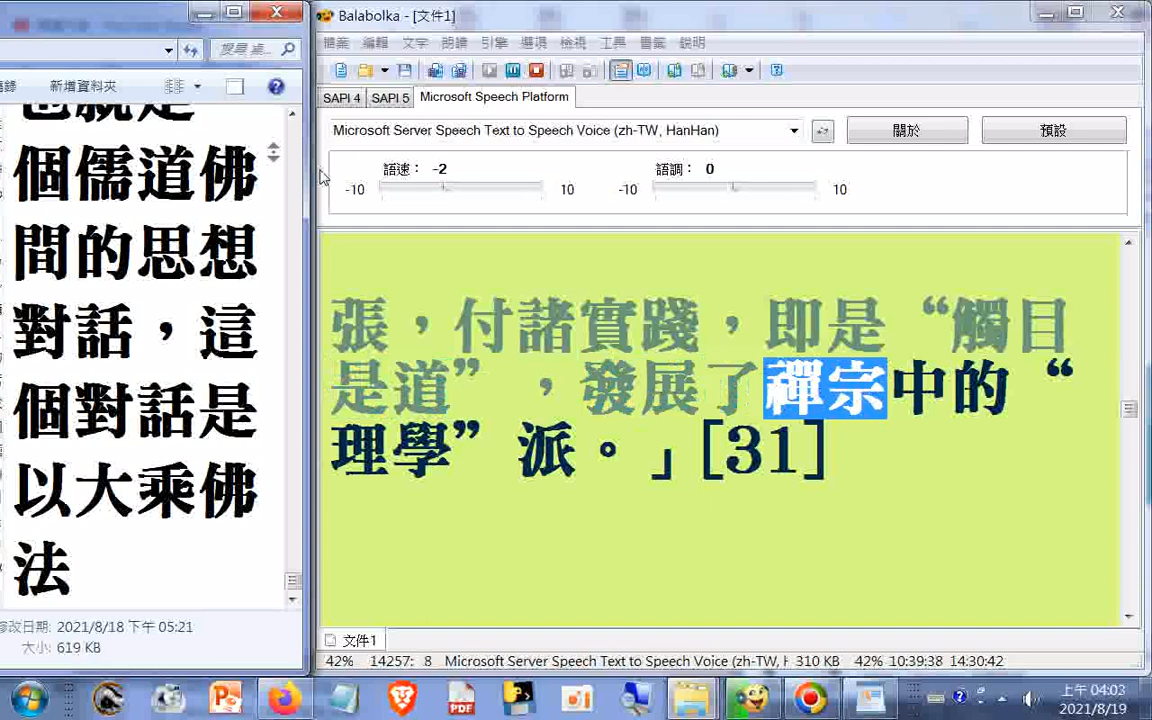 Balabolka - [文件1]
檔案 編輯 文字 朗讀 引擎 選項 檢視 工具 書籤 說明
搜尋 桌...
新增資料夾
SAPI 4 SAPI 5 Microsoft Speech Platform
Microsoft Server Speech Text to Speech Voice (zh-TW, HanHan)
關於
預設
語速： -2
語調： 0
-10 10 -10 10
個儒道佛
間的思想
對話，這
個對話是
以大乘佛
法
張，付諸實踐，即是“觸目
是道”，發展了禪宗中的“
理學”派。」[31]
修改日期: 2021/8/18 下午 05:21
大小: 619 KB
文件1
42% 14257: 8 Microsoft Server Speech Text to Speech Voice (zh-TW, H 310 KB 42% 10:39:38 14:30:42
上午 04:03
2021/8/19